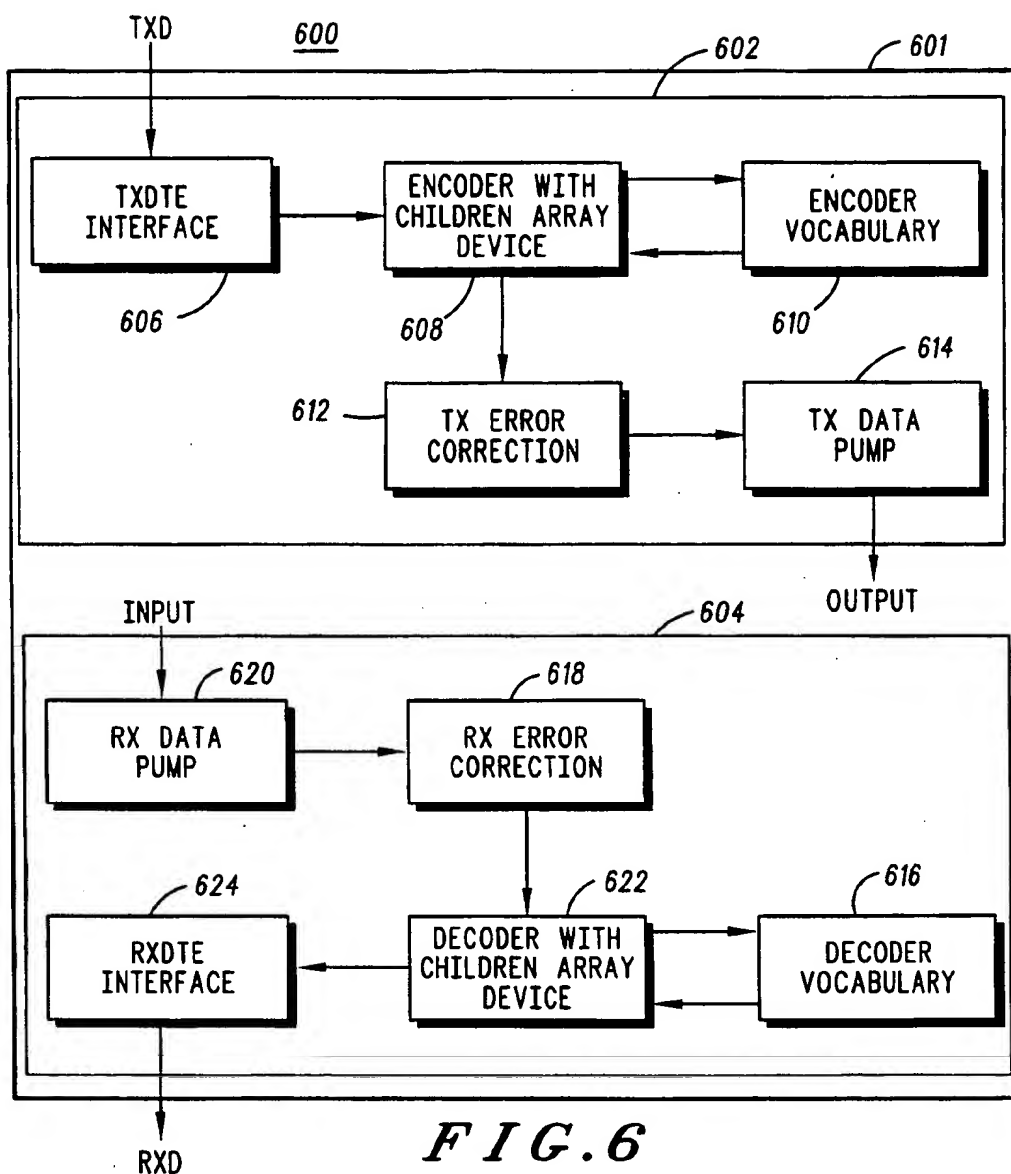 TXD
600
602
601
TXDTE
INTERFACE
606
ENCODER WITH
CHILDREN ARRAY
DEVICE
608
ENCODER
VOCABULARY
610
612
TX ERROR
CORRECTION
614
TX DATA
PUMP
OUTPUT
INPUT
604
620
RX DATA
PUMP
618
RX ERROR
CORRECTION
624
RXDTE
INTERFACE
622
DECODER WITH
CHILDREN ARRAY
DEVICE
616
DECODER
VOCABULARY
RXD
FIG.6